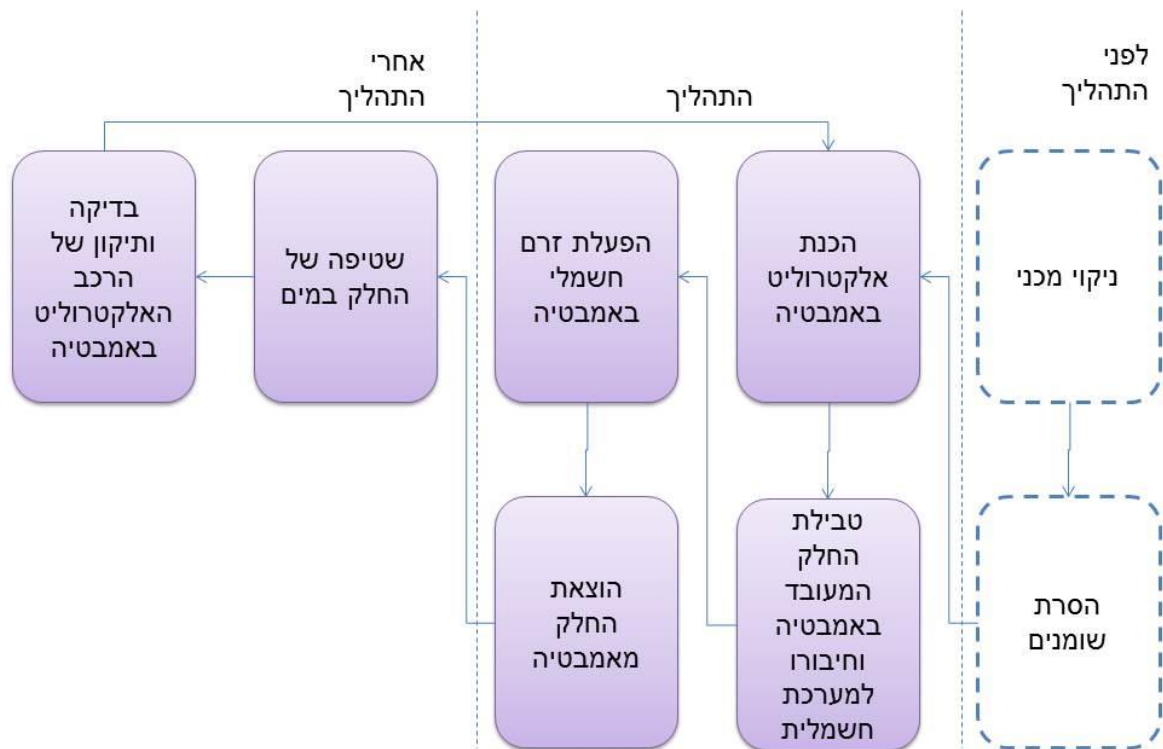 לפני
התהליך
התהליך
אחרי
התהליך
ניקוי מכני
הסרת
שומנים
הכנת
אלקטרוליט
באמבטיה
טבילת
החלק
המעובד
באמבטיה
וחיבורו
למערכת
חשמלית
הפעלת זרם
חשמלי
באמבטיה
הוצאת
החלק
מאמבטיה
שטיפה של
החלק במים
בדיקה
ותיקון של
הרכב
האלקטרוליט
באמבטיה